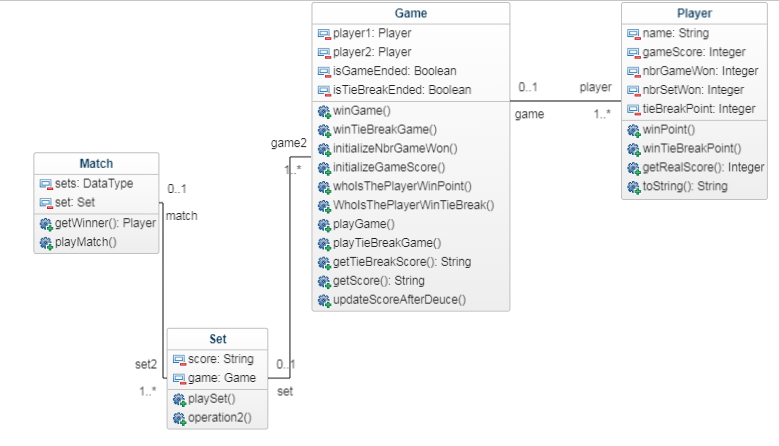 Game
player1: Player
player2: Player
isGameEnded: Boolean
isTieBreakEnded: Boolean
winGame()
winTieBreakGame()
initializeNbrGameWon()
initializeGameScore()
whoIsThePlayerWinPoint()
WhoIsThePlayerWinTieBreak()
playGame()
playTieBreakGame()
getTieBreakScore(): String
getScore(): String
updateScoreAfterDeuce()
0..1
game
player
1..*
Player
name: String
gameScore: Integer
nbrGameWon: Integer
nbrSetWon: Integer
tieBreakPoint: Integer
winPoint()
winTieBreakPoint()
getRealScore(): Integer
toString(): String
game2
1..*
Match
sets: DataType
set: Set
getWinner(): Player
playMatch()
0..1
match
set2
1..*
Set
score: String
game: Game
playSet()
operation2()
0..1
set